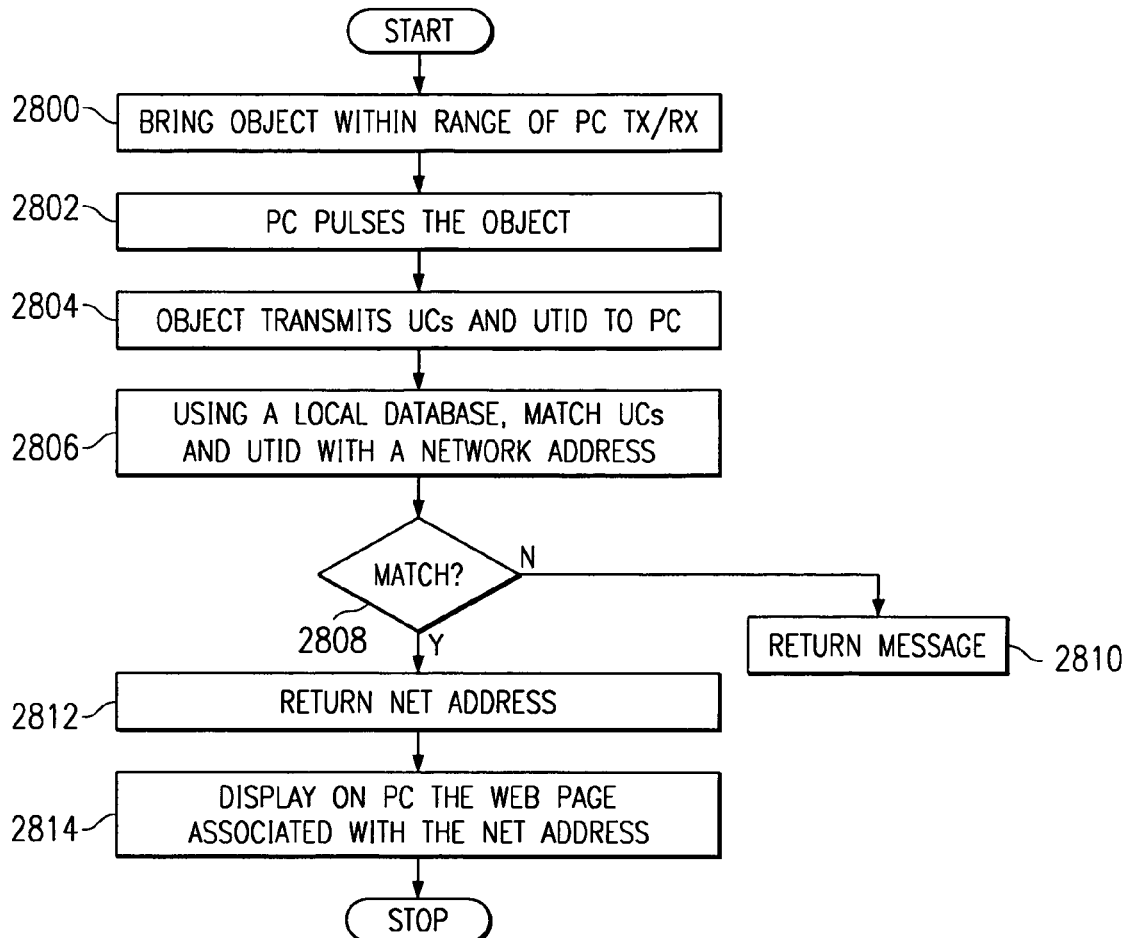 START
2800
BRING OBJECT WITHIN RANGE OF PC TX/RX
2802
PC PULSES THE OBJECT
2804
OBJECT TRANSMITS UCs AND UTID TO PC
2806
USING A LOCAL DATABASE, MATCH UCs
AND UTID WITH A NETWORK ADDRESS
MATCH?
N
2808
Y
RETURN MESSAGE
2810
2812
RETURN NET ADDRESS
2814
DISPLAY ON PC THE WEB PAGE
ASSOCIATED WITH THE NET ADDRESS
STOP